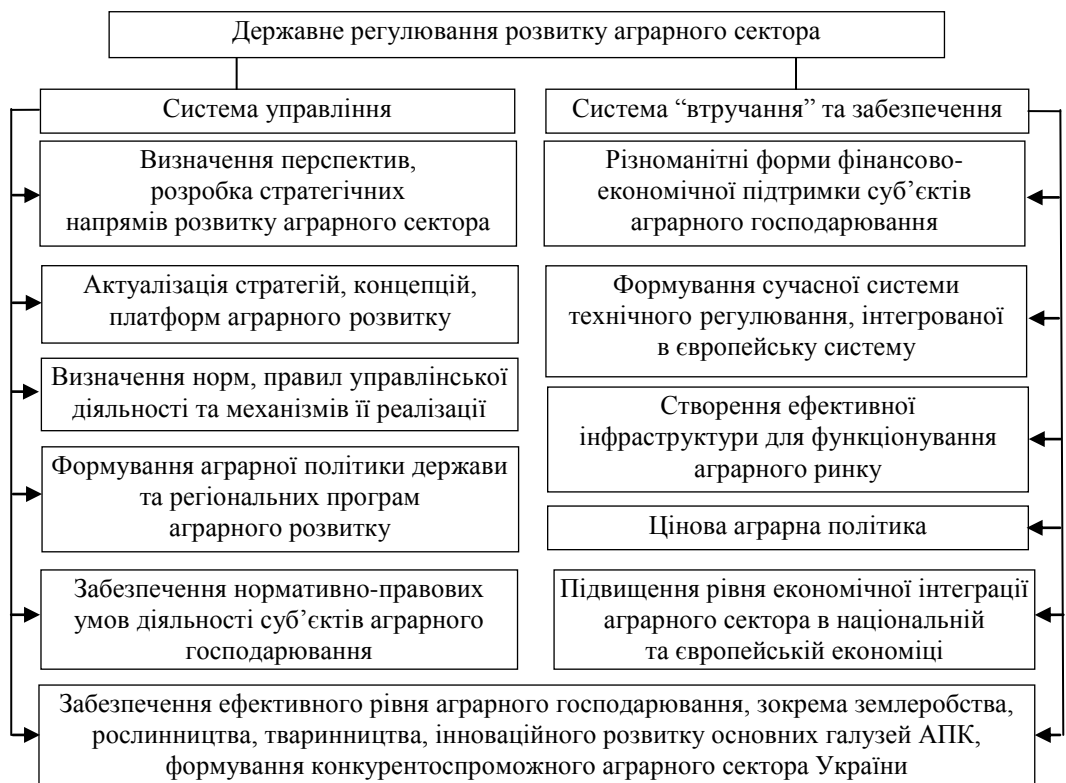 Державне регулювання розвитку аграрного сектора
Система управління
Визначення перспектив,
розробка стратегічних
напрямів розвитку аграрного сектора
Актуалізація стратегій, концепцій,
платформ аграрного розвитку
Визначення норм, правил управлінської
діяльності та механізмів її реалізації
Формування аграрної політики держави
та регіональних програм
аграрного розвитку
Забезпечення нормативно-правових
умов діяльності суб’єктів аграрного
господарювання
Система “втручання” та забезпечення
Різноманітні форми фінансово-
економічної підтримки суб’єктів
аграрного господарювання
Формування сучасної системи
технічного регулювання, інтегрованої
в європейську систему
Створення ефективної
інфраструктури для функціонування
аграрного ринку
Цінова аграрна політика
Підвищення рівня економічної інтеграції
аграрного сектора в національній
та європейській економіці
Забезпечення ефективного рівня аграрного господарювання, зокрема землеробства,
рослинництва, тваринництва, інноваційного розвитку основних галузей АПК,
формування конкурентоспроможного аграрного сектора України